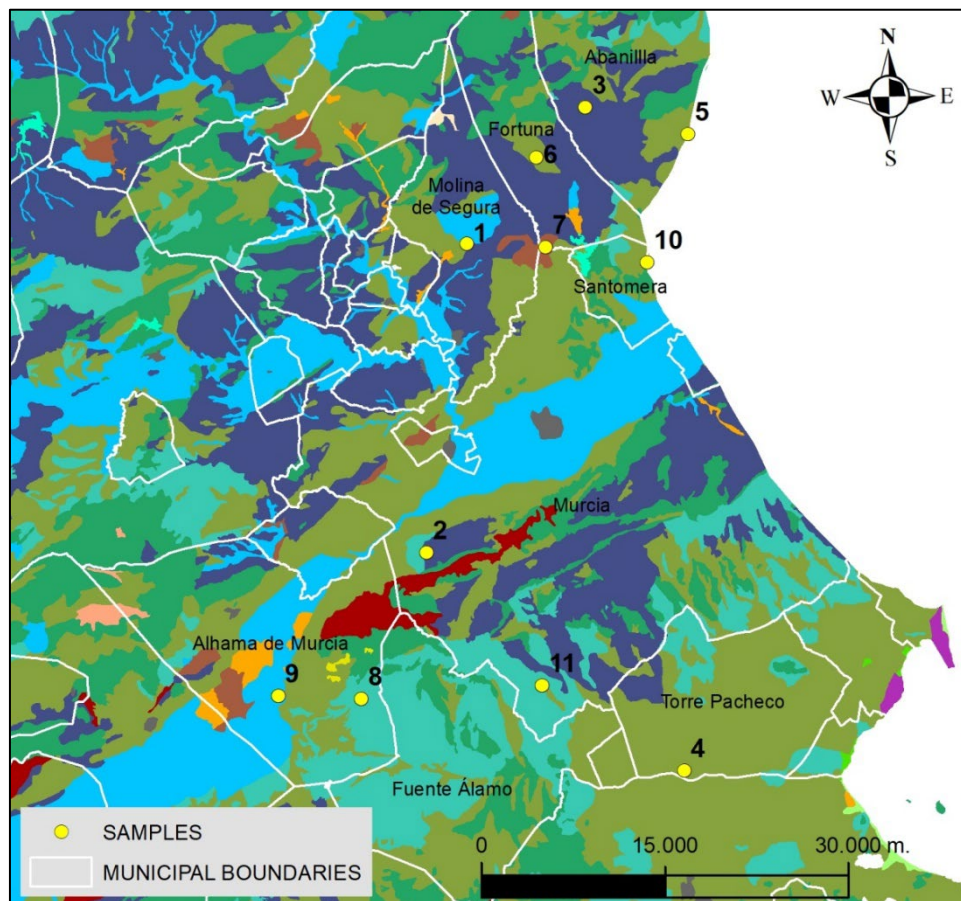 N
W E
S
Abanillla
3
5
Fortuna
6
Molina
de Segura
1
7
10
Santomera
Murcia
2
Alhama de Murcia
9
8
11
Torre Pacheco
4
Fuente Álamo
SAMPLES
MUNICIPAL BOUNDARIES
0 15.000 30.000 m.